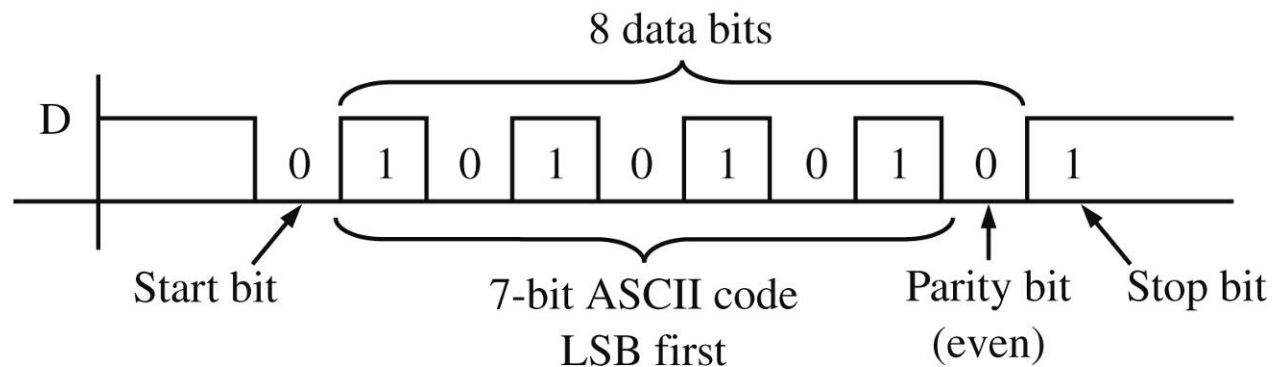 8 data bits
D
0 1 0 1 0 1 0 1 0 1
Start bit
7-bit ASCII code
LSB first
Parity bit
(even)
Stop bit